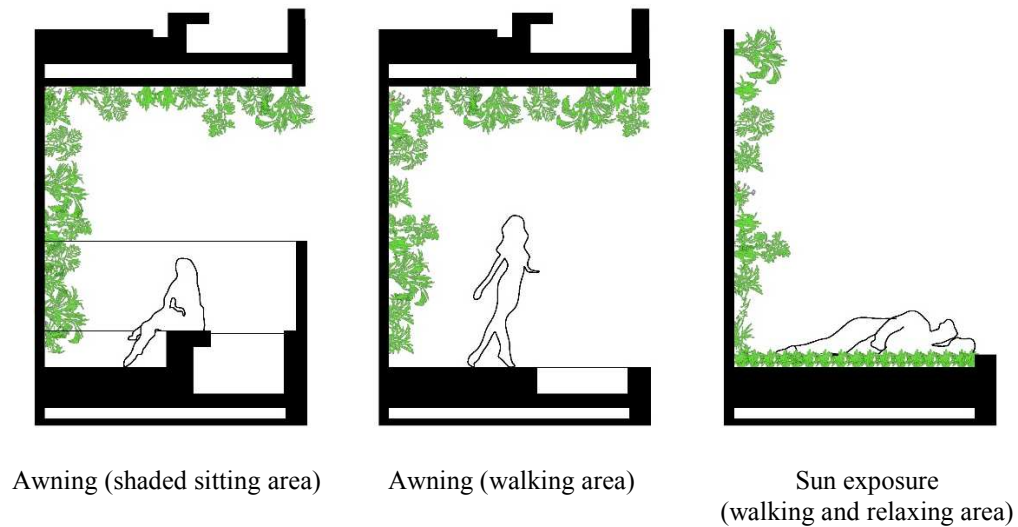 Awning (shaded sitting area)
Awning (walking area)
Sun exposure
(walking and relaxing area)